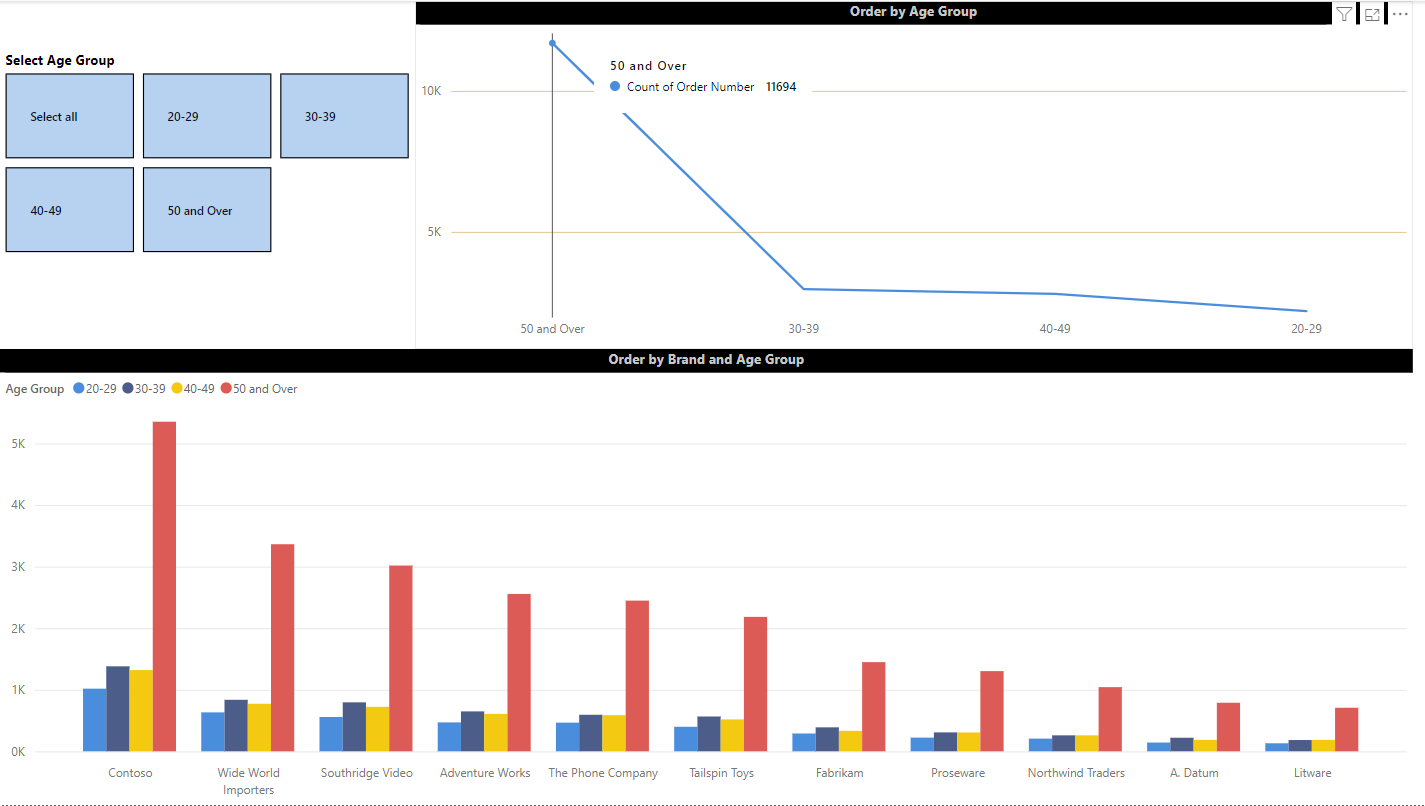 Order by Age Group
Select Age Group
Select all
20-29
30-39
40-49
50 and Over
50 and Over
Count of Order Number 11694
10K
5K
50 and Over
30-39
40-49
20-29
Order by Brand and Age Group
Age Group 20-29 30-39 40-49 50 and Over
5K
4K
3K
2K
1K
0K
Contoso
Wide World
Importers
Southridge Video
Adventure Works
The Phone Company
Tailspin Toys
Fabrikam
Proseware
Northwind Traders
A. Datum
Litware